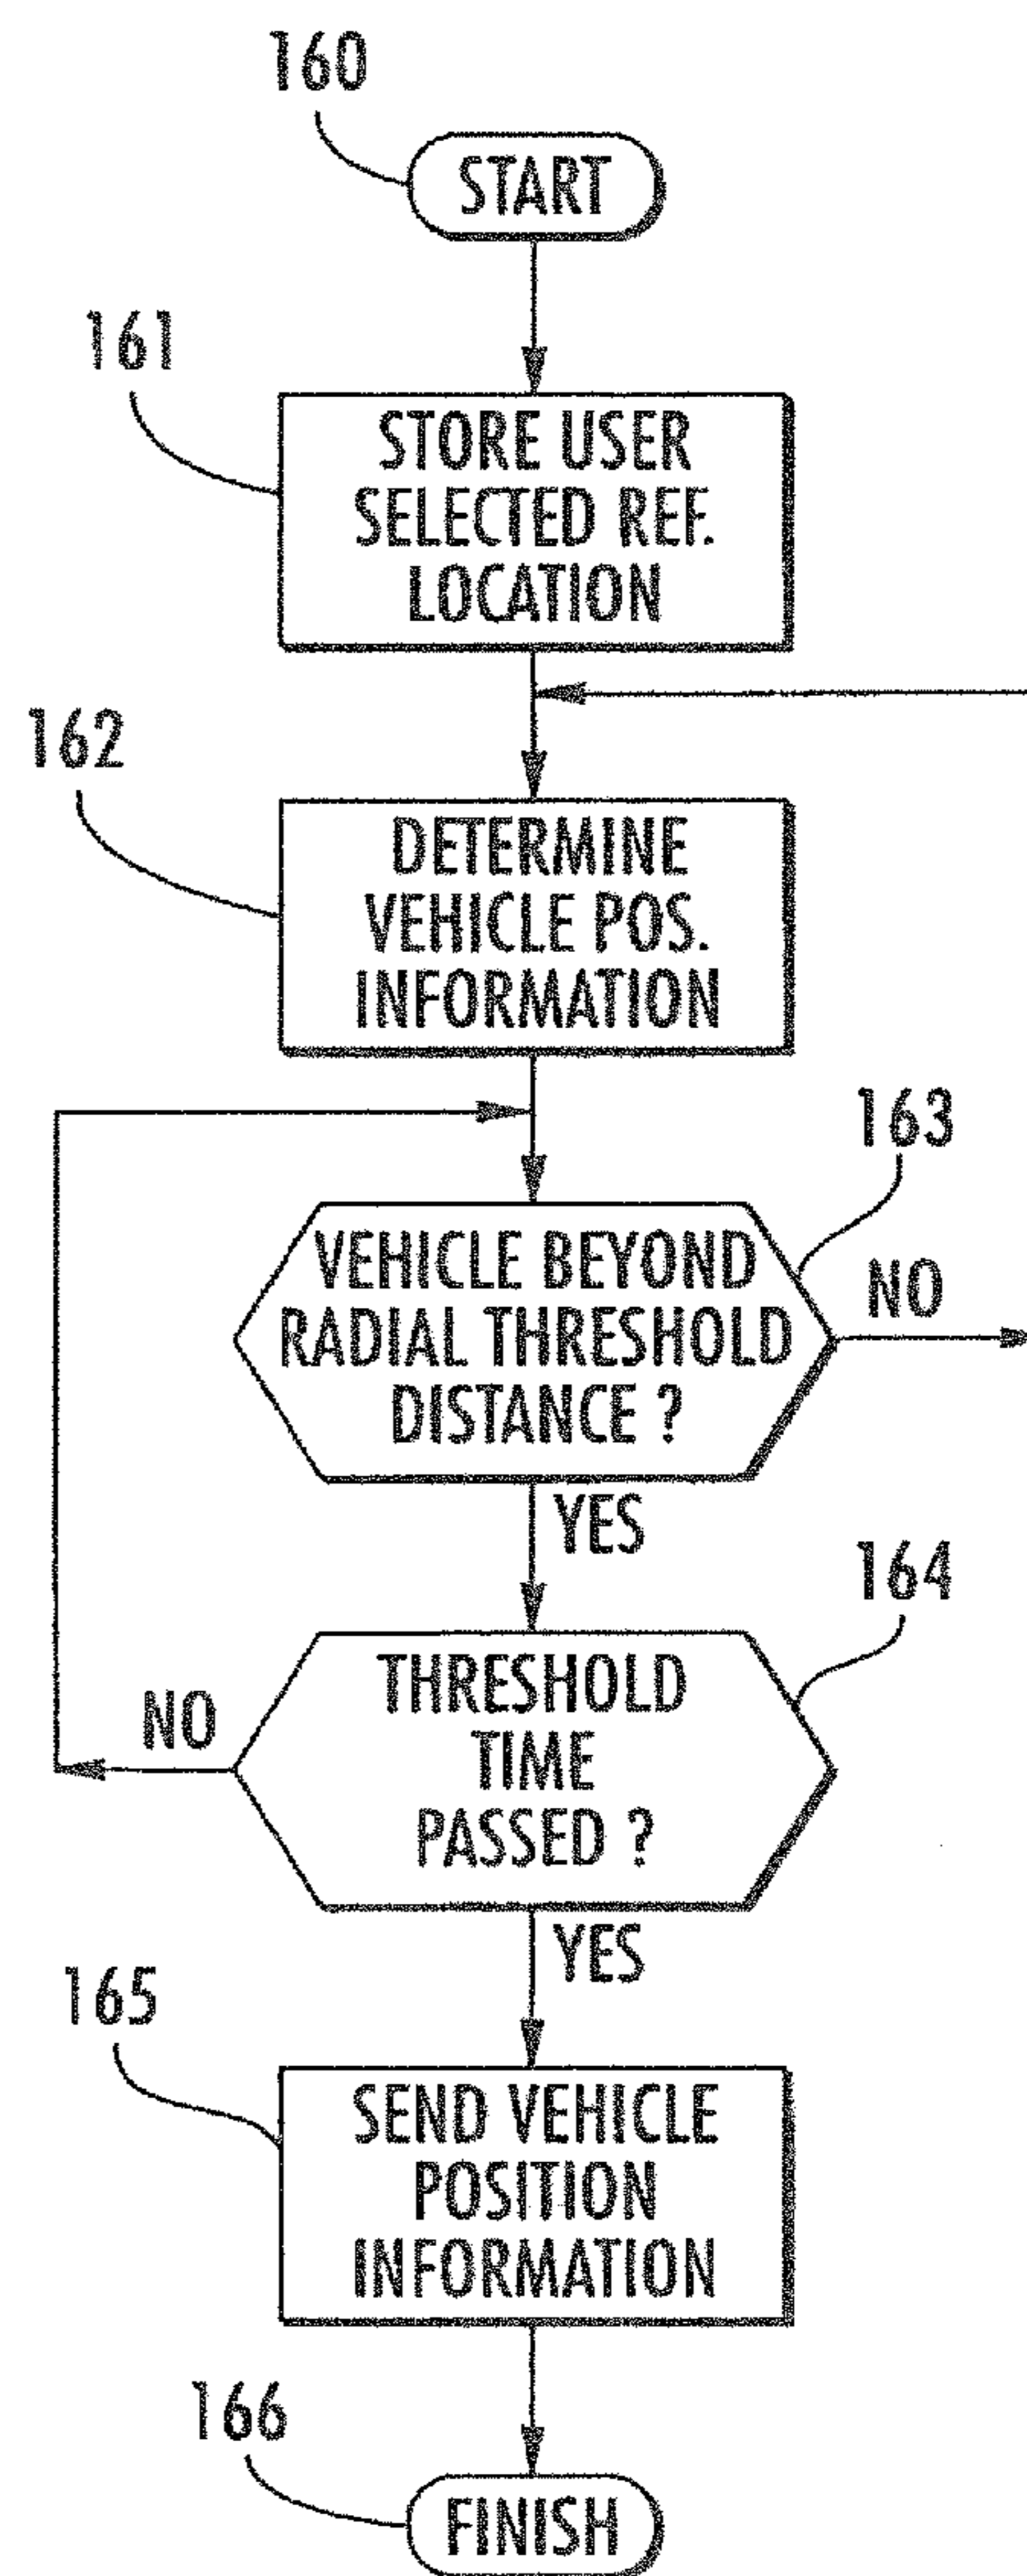 160
START
161
STORE USER
SELECTED REF.
LOCATION
162
DETERMINE
VEHICLE POS.
INFORMATION
163
VEHICLE BEYOND
RADIAL THRESHOLD
DISTANCE ?
NO
YES
164
THRESHOLD
TIME
PASSED ?
NO
YES
165
SEND VEHICLE
POSITION
INFORMATION
166
FINISH